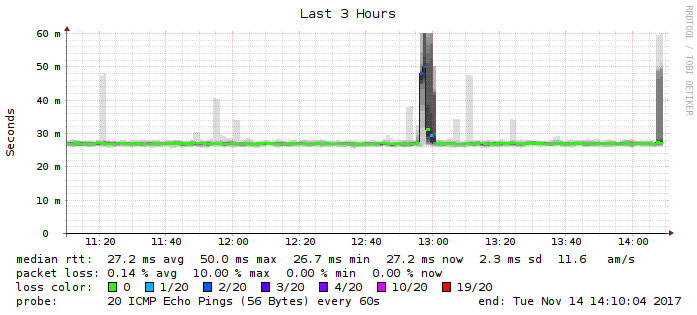 Last 3 Hours
RRDTOOL / TOBI OETIKER
Seconds
60 m
50 m
40 m
30 m
20 m
10 m
0
11:20 11:40 12:00 12:20 12:40 13:00 13:20 13:40 14:00
median rtt: 27.2 ms avg 50.0 ms max 26.7 ms min 27.2 ms now 2.3 ms sd 11.6 am/s
packet loss: 0.14 % avg 10.00 % max 0.00 % min 0.00 % now
loss color: 0 1/20 2/20 3/20 4/20 10/20 19/20
probe: 20 ICMP Echo Pings (56 Bytes) every 60s end: Tue Nov 14 14:10:04 2017